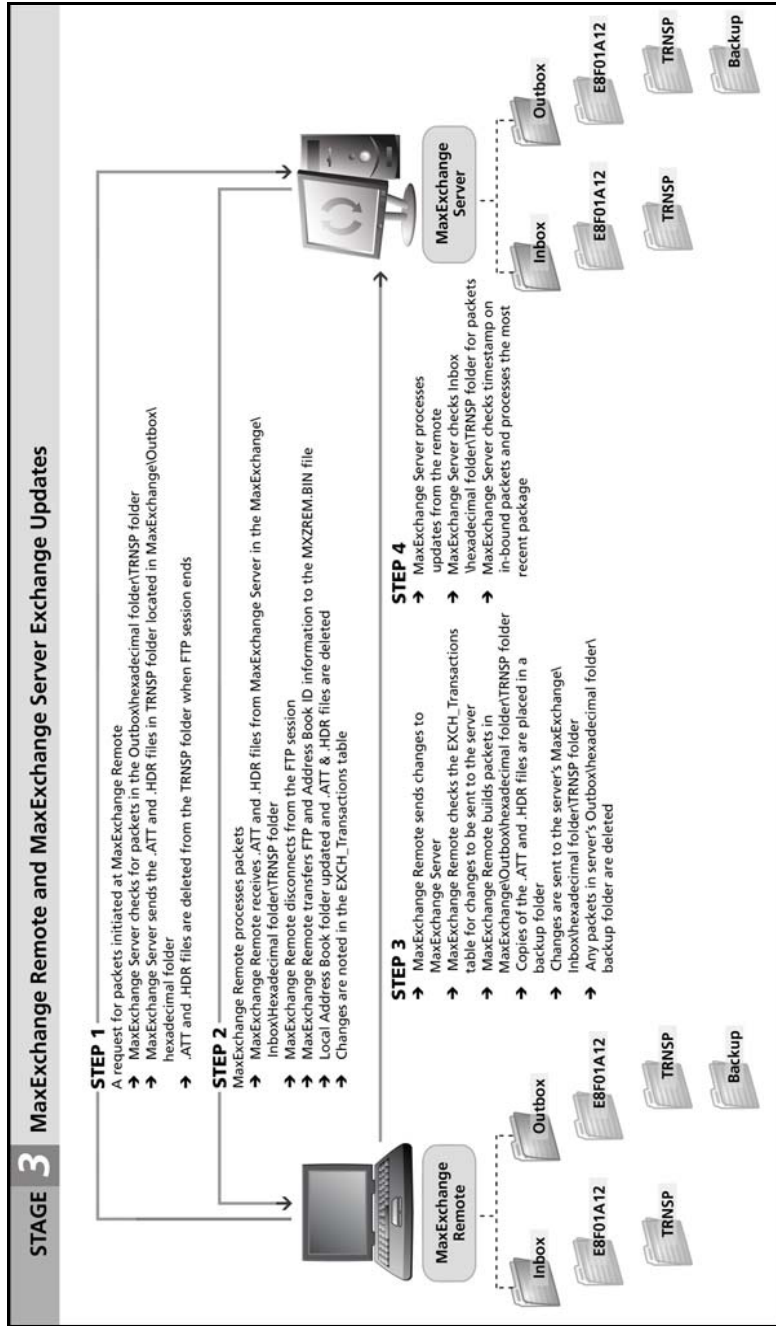 STAGE 3 MaxExchange Remote and MaxExchange Server Exchange Updates
STEP 1
A request for packets initiated at MaxExchange Remote
→ MaxExchange Server checks for packets in the Outbox\hexadecimal folder\TRNSP folder
→ MaxExchange Server sends the .ATT and .HDR files in TRNSP folder located in MaxExchange\Outbox\
hexadecimal folder
→ .ATT and .HDR files are deleted from the TRNSP folder when FTP session ends
STEP 2
MaxExchange Remote processes packets
→ MaxExchange Remote receives .ATT and .HDR files from MaxExchange Server in the MaxExchange\
Inbox\Hexadecimal folder\TRNSP folder
→ MaxExchange Remote disconnects from the FTP session
→ MaxExchange Remote transfers FTP and Address Book ID information to the MXZREM.BIN file
→ Local Address Book folder updated and .ATT & .HDR files are deleted
→ Changes are noted in the EXCH_Transactions table
STEP 3
→ MaxExchange Remote sends changes to
MaxExchange Server
→ MaxExchange Remote checks the EXCH_Transactions
table for changes to be sent to the server
→ MaxExchange Remote builds packets in
MaxExchange\Outbox\hexadecimal folder\TRNSP folder
→ Copies of the .ATT and .HDR files are placed in a
backup folder
→ Changes are sent to the server's MaxExchange\
Inbox\hexadecimal folder\TRNSP folder
→ Any packets in server's Outbox\hexadecimal folder\
backup folder are deleted
STEP 4
→ MaxExchange Server processes
updates from the remote
→ MaxExchange Server checks Inbox
\hexadecimal folder\TRNSP folder for packets
→ MaxExchange Server checks timestamp on
in-bound packets and processes the most
recent package
MaxExchange
Remote
Inbox
E8F01A12
TRNSP
Outbox
E8F01A12
TRNSP
Backup
MaxExchange
Server
Inbox
E8F01A12
TRNSP
Outbox
E8F01A12
TRNSP
Backup